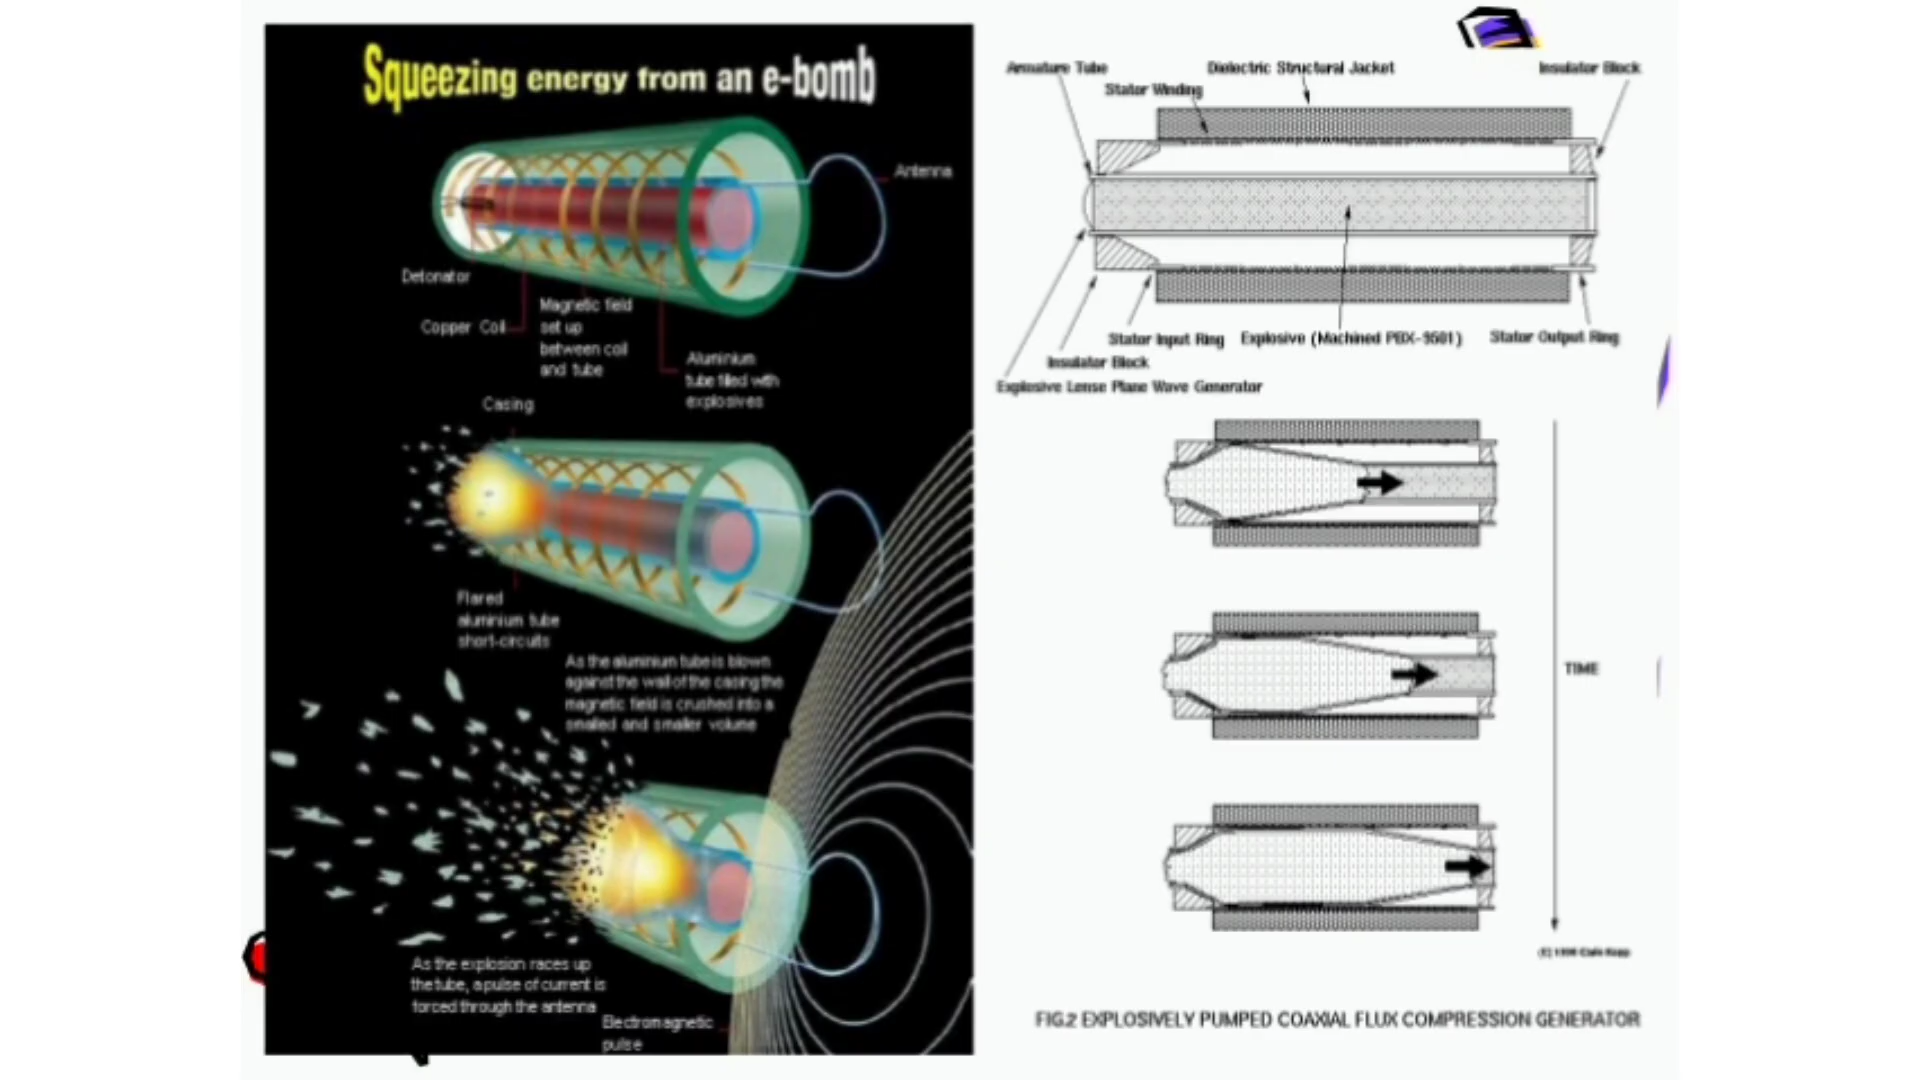 Squeezing energy from an e-bomb
Antenna
Detonator
Copper Coil
Magnetic field
set up
between coil
and tube
Aluminium
tube filled with
explosives
Casing
Flared
aluminium tube
short-circuits
As the aluminium tube is blown
against the wall of the casing the
magnetic field is crushed into a
smalled and smaller volume
As the explosion races up
the tube, a pulse of current is
forced through the antenna
Electromagnetic
pulse
Armature Tube
Dielectric Structural Jacket
Insulator Block
Stator Winding
Stator Input Ring
Explosive (Machined PBX-9501)
Stator Output Ring
Insulator Block
Explosive Lense Plane Wave Generator
TIME
(C) 1996 Carlo Kopp
FIG.2 EXPLOSIVELY PUMPED COAXIAL FLUX COMPRESSION GENERATOR